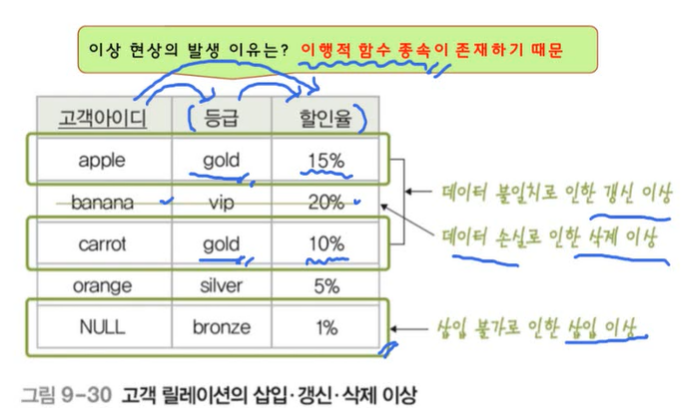 이상 현상의 발생 이유는? 이행적 함수 종속이 존재하기 때문
고객아이디 등급 할인율
apple gold 15%
banana vip 20%
carrot gold 10%
orange silver 5%
NULL bronze 1%
데이터 불일치로 인한 갱신 이상
데이터 손실로 인한 삭제 이상
삽입 불가로 인한 삽입 이상
그림 9-30 고객 릴레이션의 삽입·갱신·삭제 이상